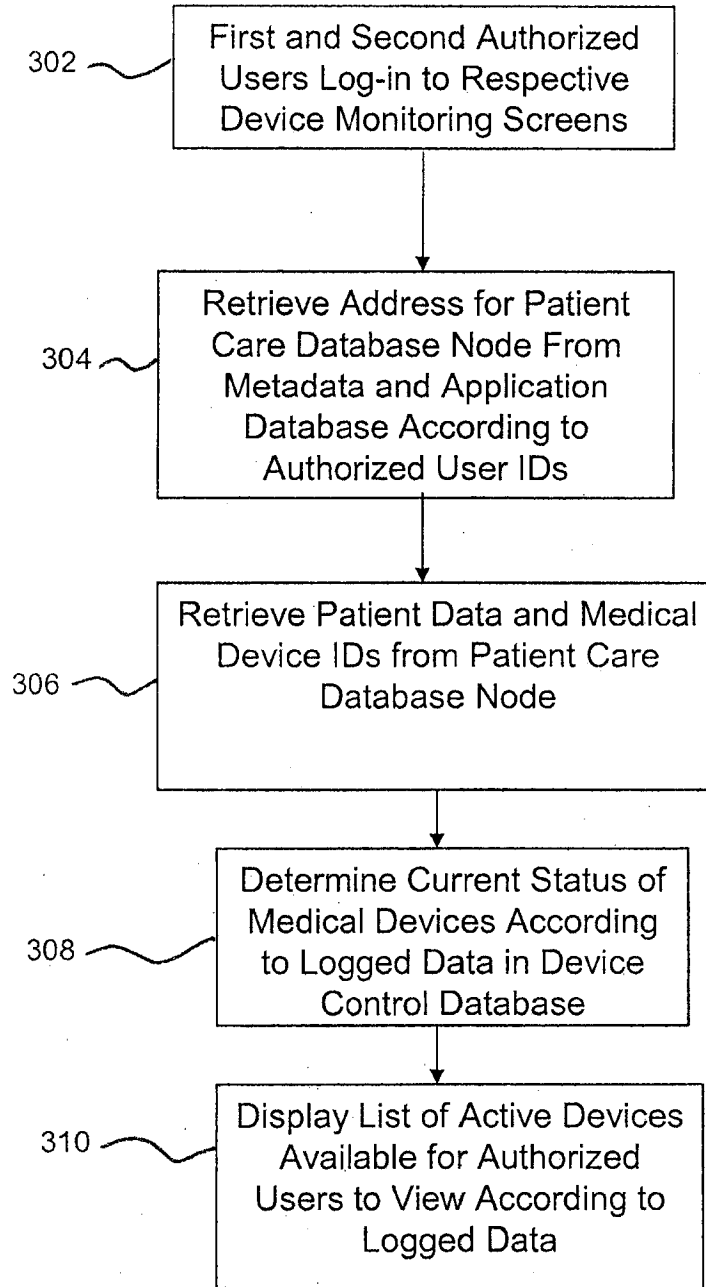 302
First and Second Authorized
Users Log-in to Respective
Device Monitoring Screens
304
Retrieve Address for Patient
Care Database Node From
Metadata and Application
Database According to
Authorized User IDs
306
Retrieve Patient Data and Medical
Device IDs from Patient Care
Database Node
308
Determine Current Status of
Medical Devices According
to Logged Data in Device
Control Database
310
Display List of Active Devices
Available for Authorized
Users to View According to
Logged Data